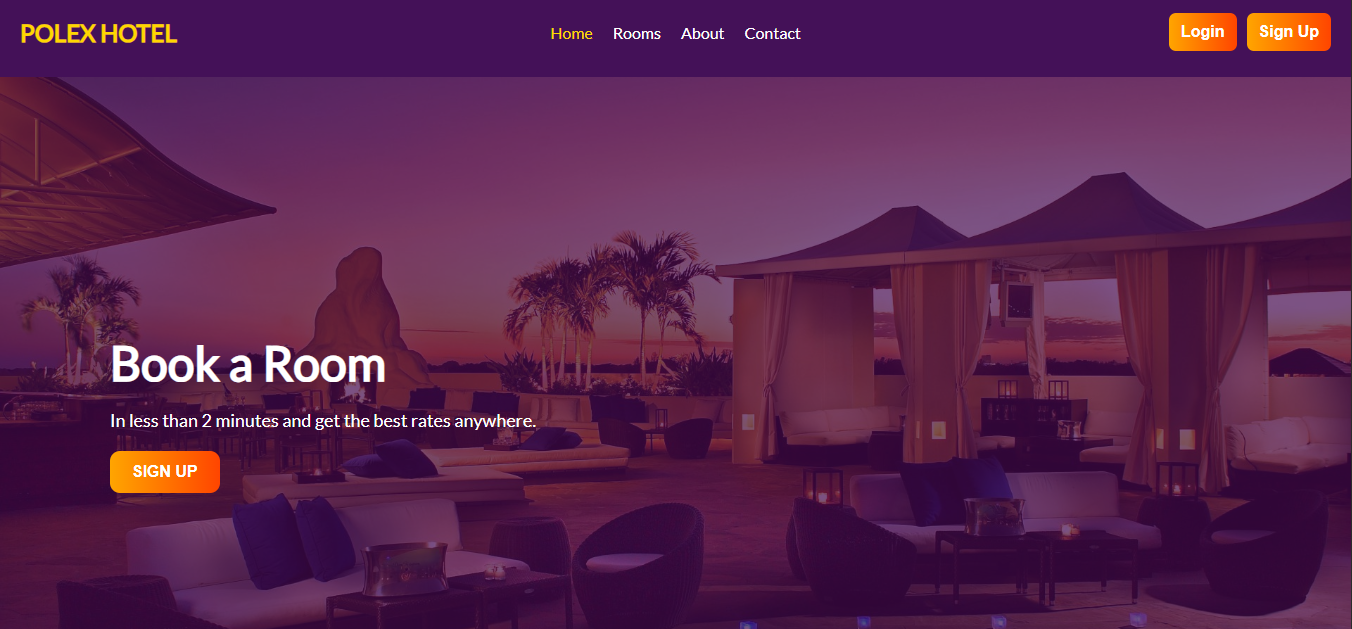 POLEX HOTEL
Home Rooms About Contact
Login Sign Up
Book a Room
In less than 2 minutes and get the best rates anywhere.
SIGN UP